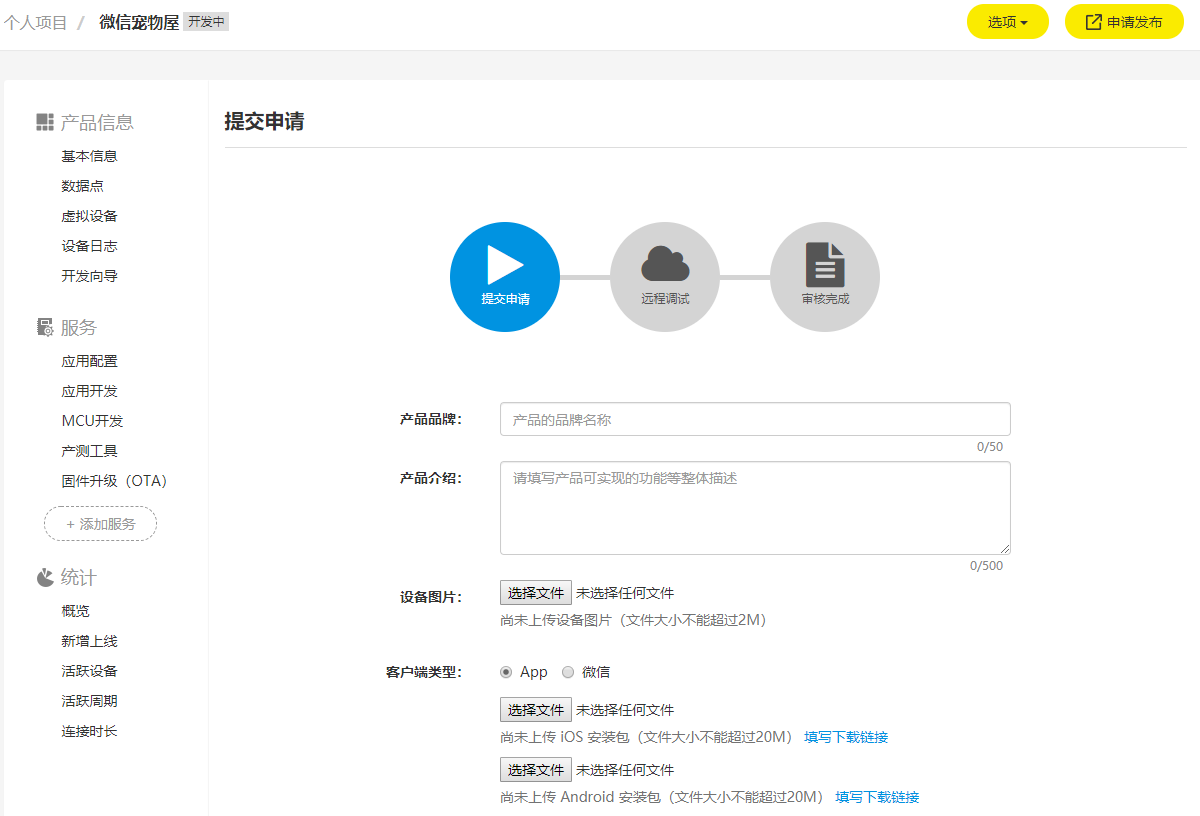 个人项目 / 微信宠物屋 开发中
选项 申请发布
产品信息
基本信息
数据点
虚拟设备
设备日志
开发向导
服务
应用配置
应用开发
MCU开发
产测工具
固件升级（OTA）
+ 添加服务
统计
概览
新增上线
活跃设备
活跃周期
连接时长
提交申请
提交申请 远程调试 审核完成
产品品牌： 产品的品牌名称
0/50
产品介绍： 请填写产品可实现的功能等整体描述
0/500
设备图片： 选择文件 未选择任何文件
尚未上传设备图片（文件大小不能超过2M）
客户端类型： App 微信
选择文件 未选择任何文件
尚未上传 iOS 安装包（文件大小不能超过20M） 填写下载链接
选择文件 未选择任何文件
尚未上传 Android 安装包（文件大小不能超过20M） 填写下载链接